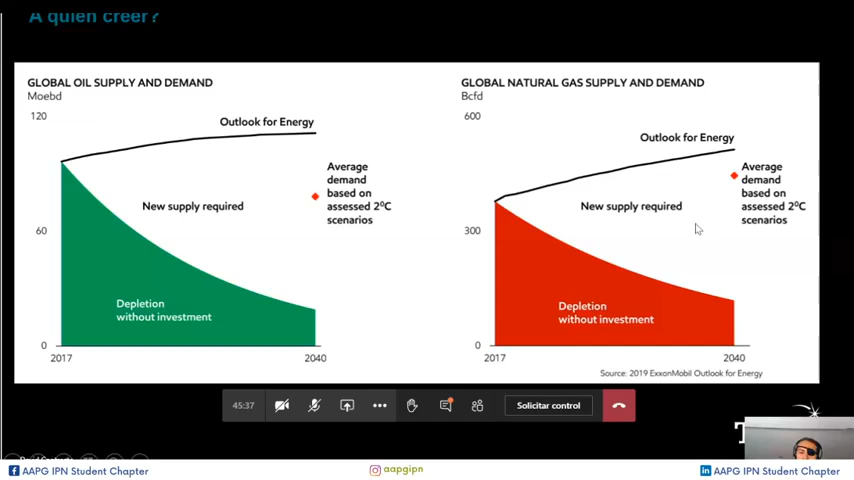 A quien creer?
GLOBAL OIL SUPPLY AND DEMAND
Moebd
120
60
0
Outlook for Energy
New supply required
Average
demand
based on
assessed 2⁰C
scenarios
Depletion
without investment
2017
2040
GLOBAL NATURAL GAS SUPPLY AND DEMAND
Bcfd
600
300
0
Outlook for Energy
New supply required
Average
demand
based on
assessed 2⁰C
scenarios
Depletion
without investment
2017
2040
Source: 2019 ExxonMobil Outlook for Energy
45:37
Solicitar control
AAPG IPN Student Chapter
aapgipn
AAPG IPN Student Chapter